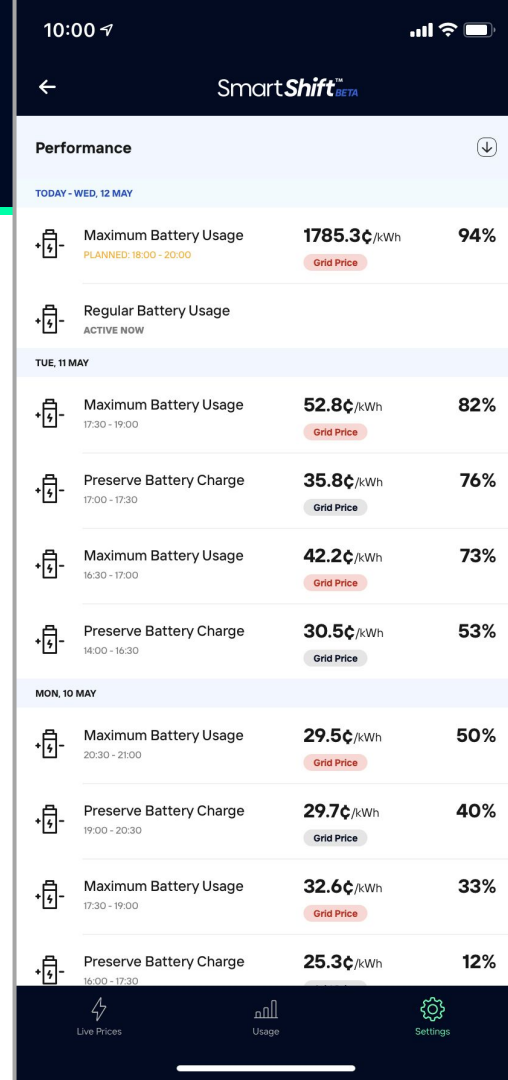 10:00
SmartShift™ BETA
Performance
TODAY - WED, 12 MAY
Maximum Battery Usage 1785.3¢/kWh 94%
PLANNED: 18:00 - 20:00 Grid Price
Regular Battery Usage
ACTIVE NOW
TUE, 11 MAY
Maximum Battery Usage 52.8¢/kWh 82%
17:30 - 19:00 Grid Price
Preserve Battery Charge 35.8¢/kWh 76%
17:00 - 17:30 Grid Price
Maximum Battery Usage 42.2¢/kWh 73%
16:30 - 17:00 Grid Price
Preserve Battery Charge 30.5¢/kWh 53%
14:00 - 16:30 Grid Price
MON, 10 MAY
Maximum Battery Usage 29.5¢/kWh 50%
20:30 - 21:00 Grid Price
Preserve Battery Charge 29.7¢/kWh 40%
19:00 - 20:30 Grid Price
Maximum Battery Usage 32.6¢/kWh 33%
17:30 - 19:00 Grid Price
Preserve Battery Charge 25.3¢/kWh 12%
16:00 - 17:30
Live Prices Usage Settings